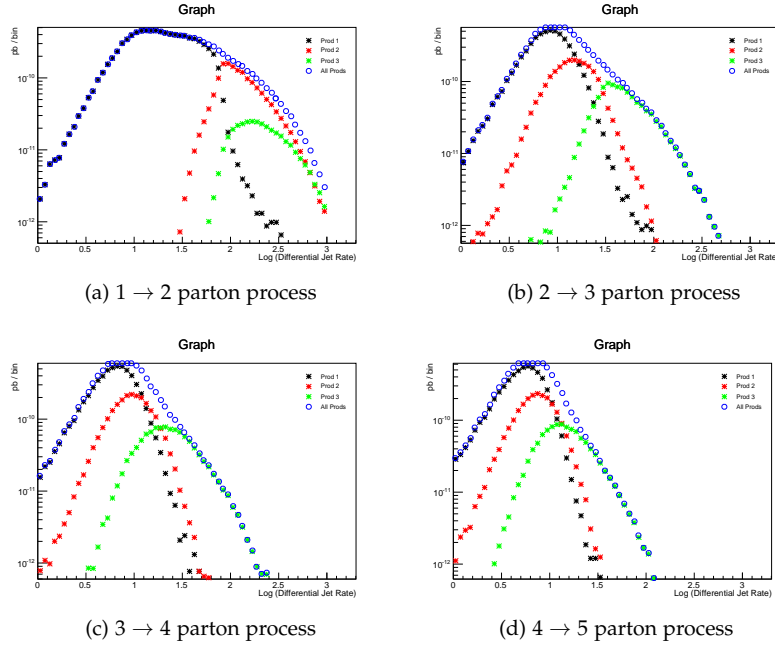 Graph
pb / bin
10⁻¹⁰
10⁻¹¹
10⁻¹²
Prod 1
Prod 2
Prod 3
All Prods
0 0.5 1 1.5 2 2.5 3
Log (Differential Jet Rate)
(a) 1 → 2 parton process
Graph
pb / bin
10⁻¹⁰
10⁻¹¹
10⁻¹²
Prod 1
Prod 2
Prod 3
All Prods
0 0.5 1 1.5 2 2.5 3
Log (Differential Jet Rate)
(b) 2 → 3 parton process
Graph
pb / bin
10⁻¹⁰
10⁻¹¹
10⁻¹²
Prod 1
Prod 2
Prod 3
All Prods
0 0.5 1 1.5 2 2.5 3
Log (Differential Jet Rate)
(c) 3 → 4 parton process
Graph
pb / bin
10⁻¹⁰
10⁻¹¹
10⁻¹²
Prod 1
Prod 2
Prod 3
All Prods
0 0.5 1 1.5 2 2.5 3
Log (Differential Jet Rate)
(d) 4 → 5 parton process